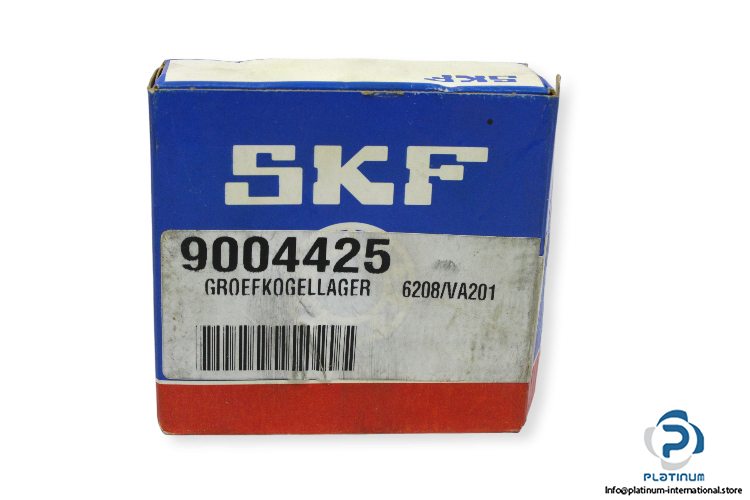 SKF
SKF
9004425
GROEFKOGELLAGER 6208/VA201
PLATINUM
Info@platinum-international.store